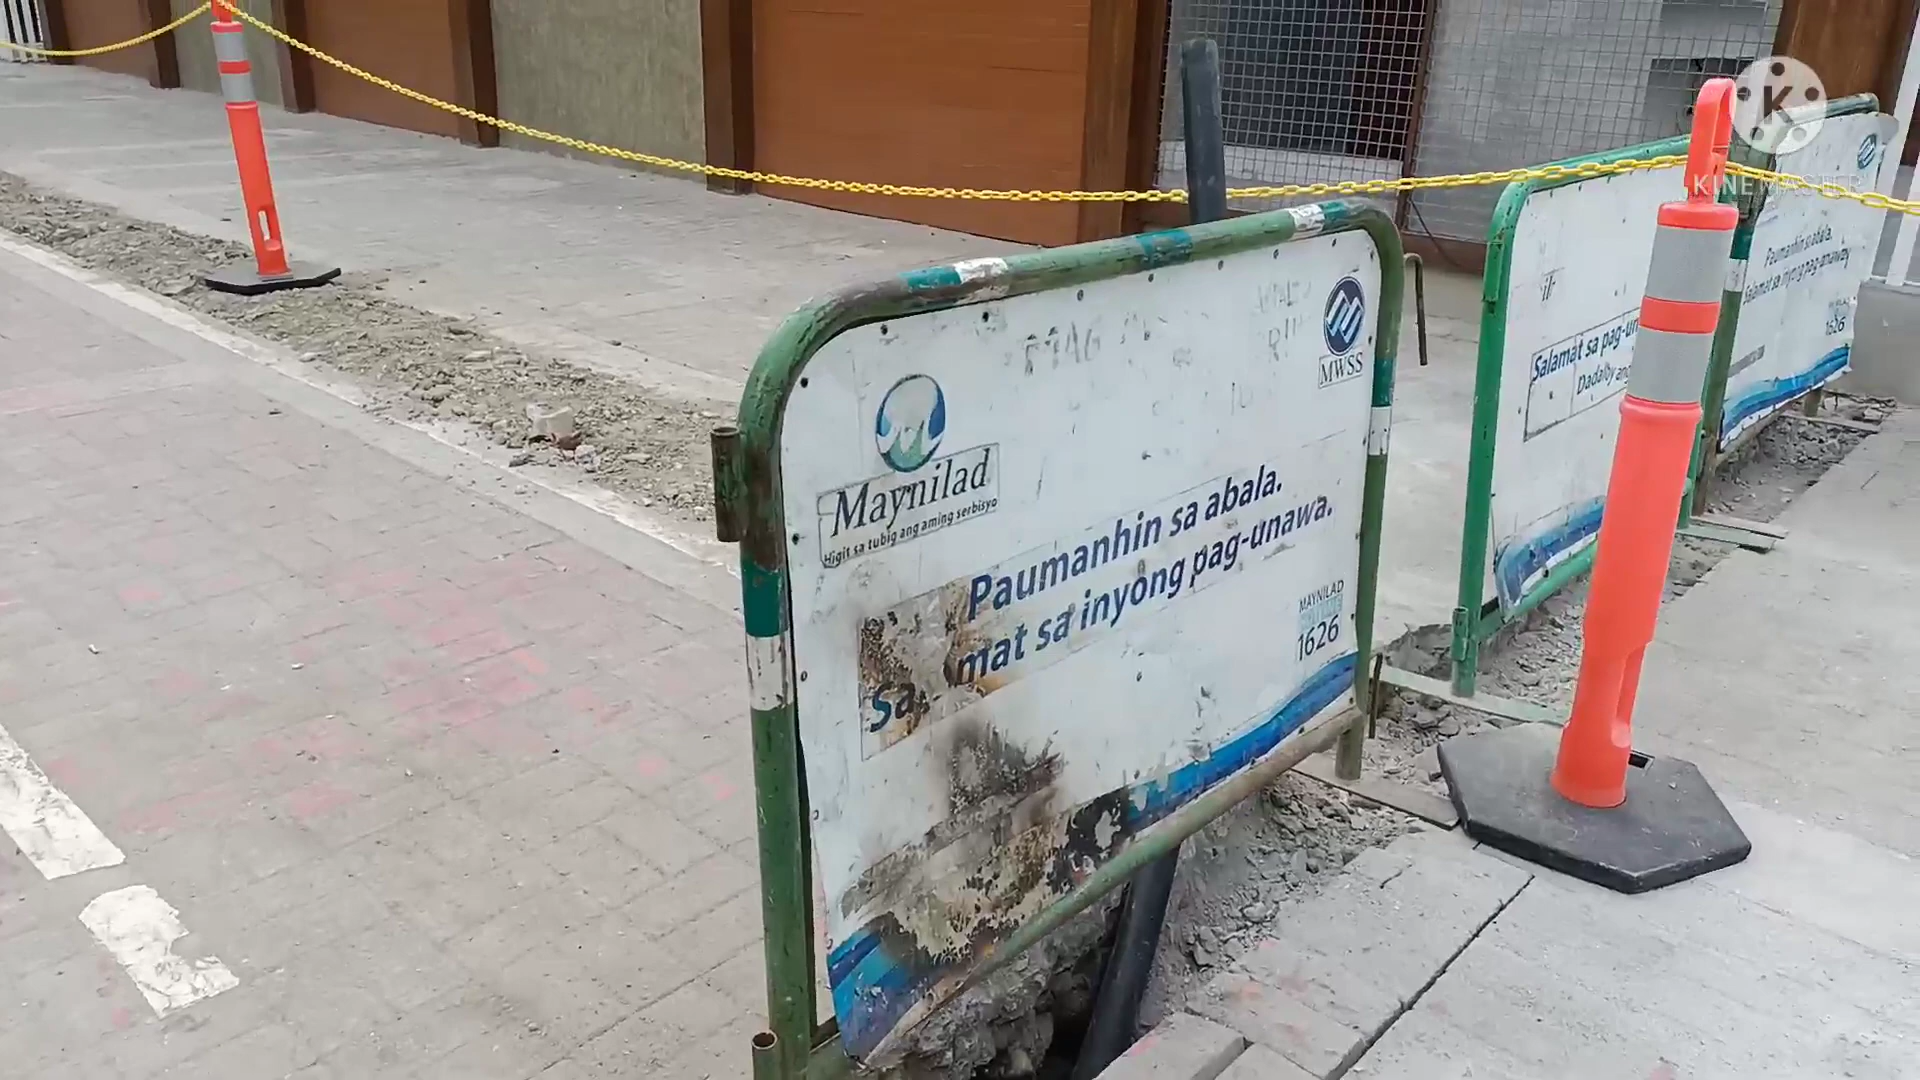 Maynilad
Higit sa tubig ang aming serbisyo
MWSS
Paumanhin sa abala.
mat sa inyong pag-unawa.
MAYNILAD
1626
Salamat sa pag-un
Dadaloy ang
Paumanhin sa abala.
Salamat sa inyong pag-unawa
1626
K
KINEMASTER